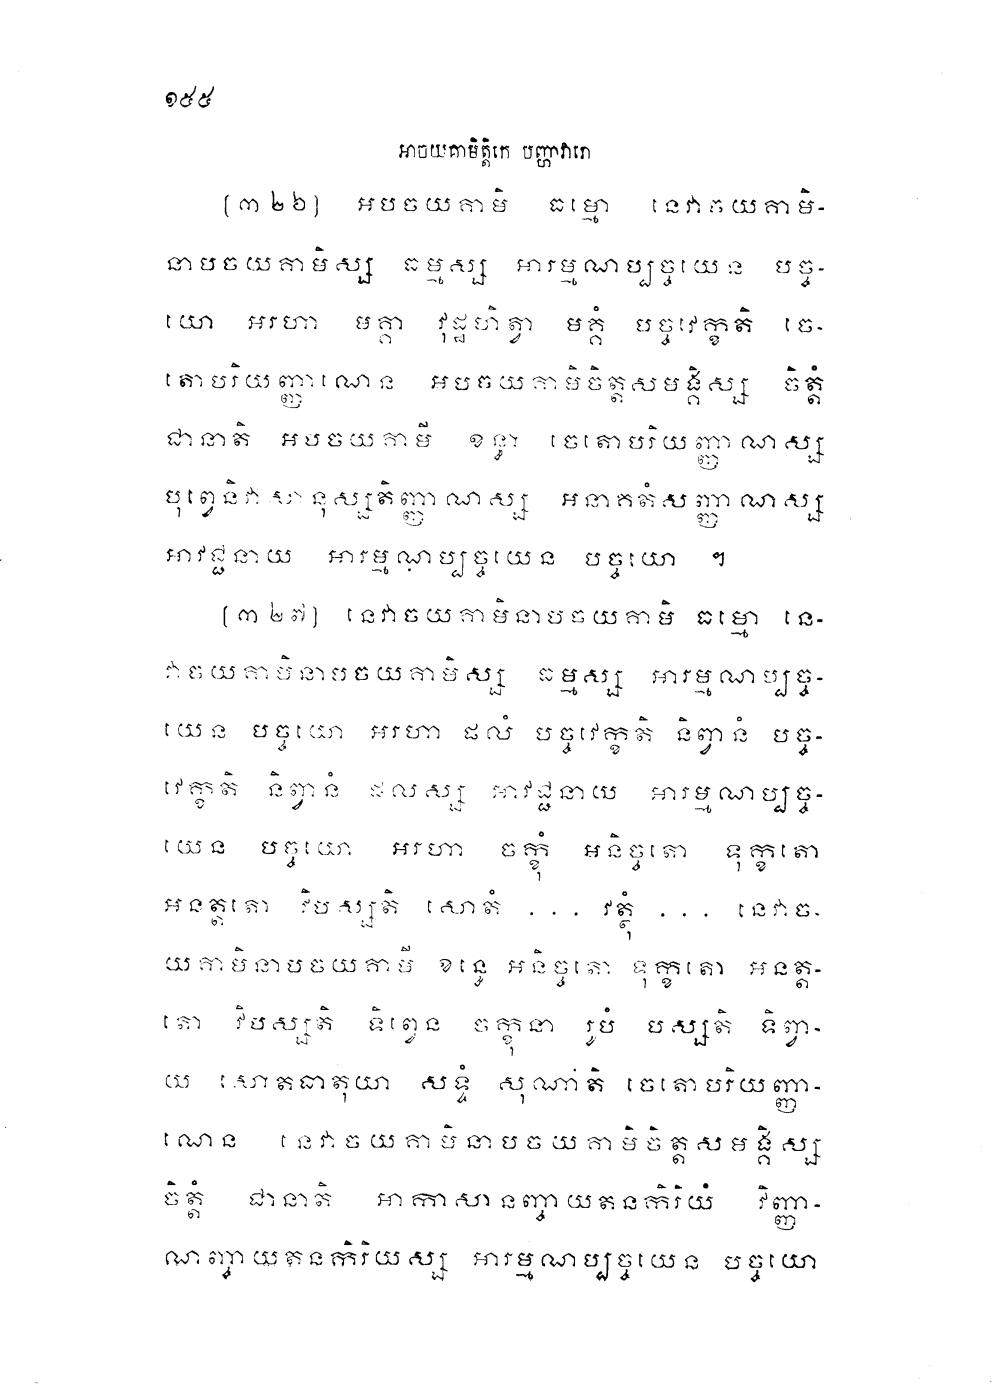 ១៥៥
អាចយគាមិត្តិកេ បញ្ហាវារោ
[៣២៦] អបចយគាមិ ធម្មោ នេវាចយគាមិ-
នាបចយគាមិស្ស ធម្មស្ស អារម្មណប្បច្ចយេន បច្ច-
យោ អរហា មគ្គា វុដ្ឋហិត្វា មគ្គំ បច្ចវេក្ខតិ ចេ-
តោបរិយញ្ញាណេន អបចយគាមិចិត្តសមង្គិស្ស ចិត្តំ
ជានាតិ អបចយគាមី ខន្ធា ចេតោបរិយញ្ញាណស្ស
បុព្វេនិវាសានុស្សតិញ្ញាណស្ស អនាគតំសញ្ញាណស្ស
អាវជ្ជនាយ អារម្មណប្បច្ចយេន បច្ចយោ ។
[៣២៧] នេវាចយគាមិនាបចយគាមិ ធម្មោ នេ-
វាចយគាមិនាបចយគាមិស្ស ធម្មស្ស អារម្មណប្បច្ច-
យេន បច្ចយោ អរហា ផលំ បច្ចវេក្ខតិ និព្វានំ បច្ច-
វេក្ខតិ និព្វានំ ផលស្ស អាវជ្ជនាយ អារម្មណប្បច្ច-
យេន បច្ចយោ អរហា ចក្ខុំ អនិច្ចតោ ទុក្ខតោ
អនត្តតោ វិបស្សតិ សោតំ ... វត្ថុំ ... នេវាច-
យគាមិនាបចយគាមី ខន្ធេ អនិច្ចតោ ទុក្ខតោ អនត្ត-
តោ វិបស្សតិ ទិព្វេន ចក្ខុនា រូបំ បស្សតិ ទិព្វា-
យ សោតធាតុយា សទ្ទំ សុណាតិ ចេតោបរិយញ្ញា-
ណេន នេវាចយគាមិនាបចយគាមិចិត្តសមង្គិស្ស
ចិត្តំ ជានាតិ អាកាសានញ្ចាយតនកិរិយំ វិញ្ញា-
ណញ្ចាយតនកិរិយស្ស អារម្មណប្បច្ចយេន បច្ចយោ